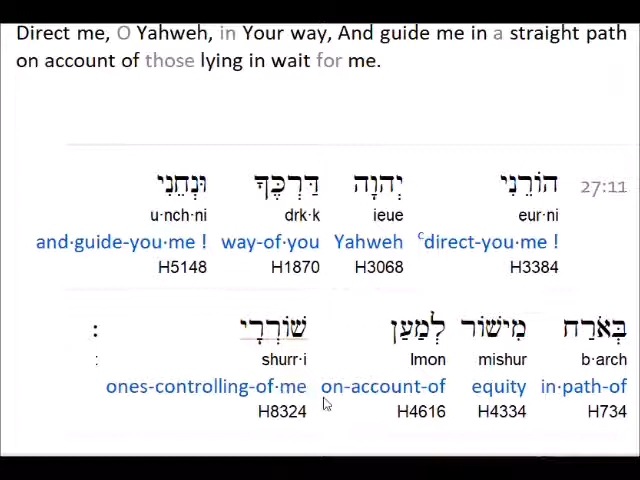 Direct me, O Yahweh, in Your way, And guide me in a straight path
on account of those lying in wait for me.
27:11 הוֹרֵנִי יְהוָה דַּרְכֶּךָ וּנְחֵנִי
u·nch·ni drk·k ieue eur·ni
and·guide-you·me ! way-of·you Yahweh ᶜdirect-you·me !
H5148 H1870 H3068 H3384
בְּאֹרַח מִישׁוֹר לְמַעַן שׁוֹרְרָי :
: shurr·i lmon mishur b·arch
ones-controlling-of·me on-account-of equity in·path-of
H8324 H4616 H4334 H734